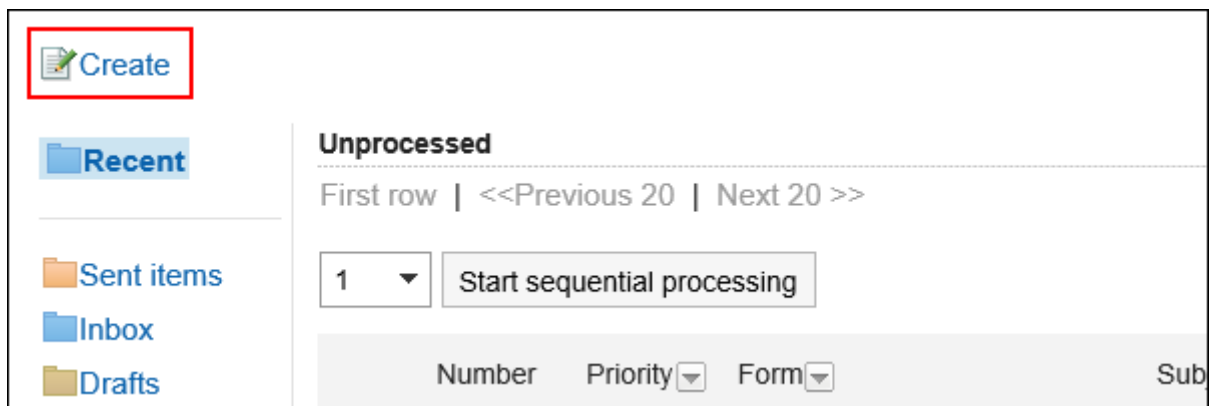 Create
Recent
Unprocessed
First row | <<Previous 20 | Next 20 >>
Sent items
1 Start sequential processing
Inbox
Drafts
Number Priority Form